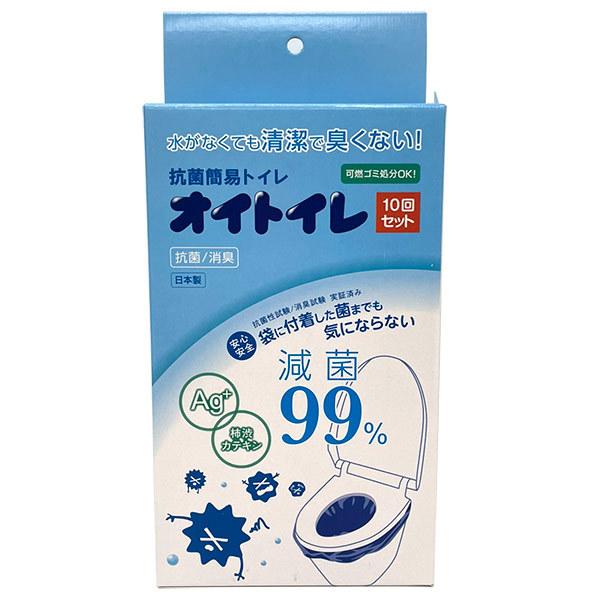 水がなくても清潔で臭くない!
抗菌簡易トイレ
可燃ゴミ処分OK!
オイトイレ
10回
セット
抗菌/消臭
日本製
抗菌性試験/消臭試験 実証済み
安心
安全
袋に付着した菌までも
気にならない
減菌
99%
Ag+
柿渋
カテキン